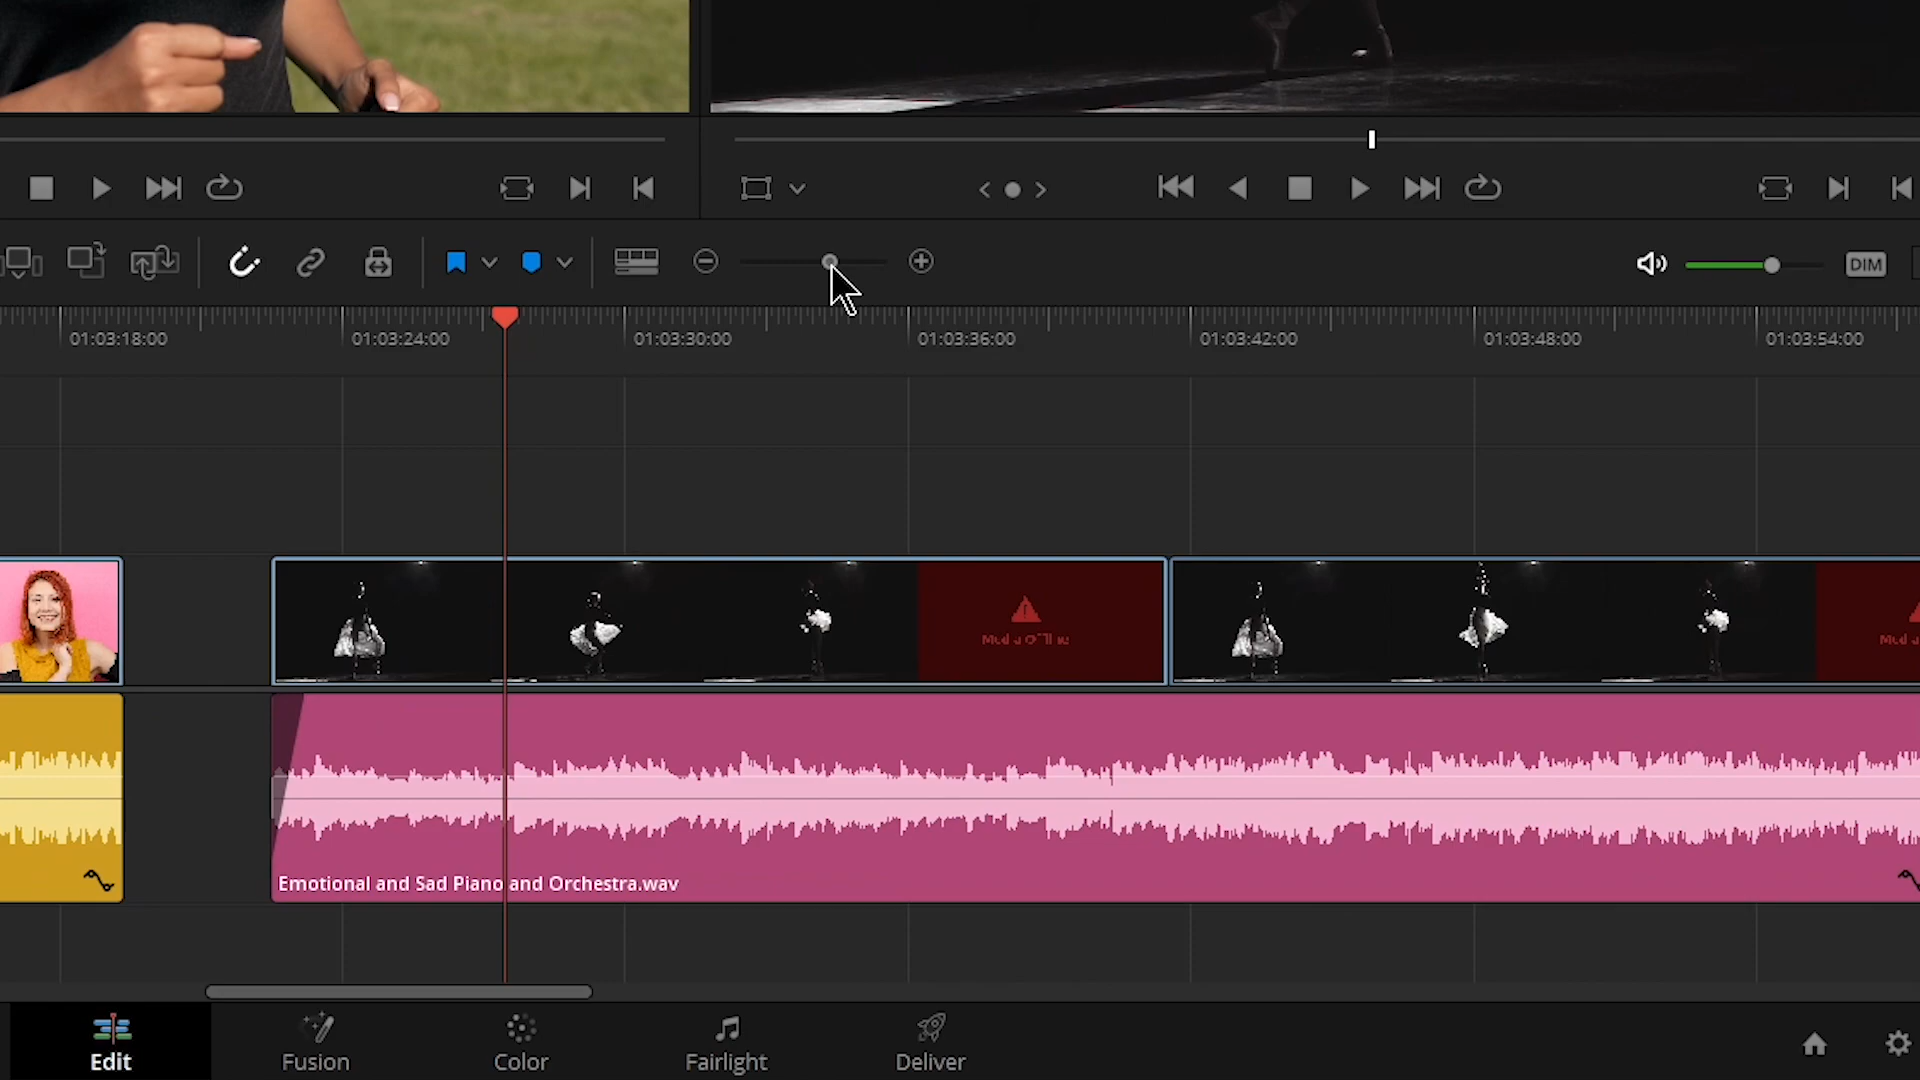 DIM
01:03:18:00
01:03:24:00
01:03:30:00
01:03:36:00
01:03:42:00
01:03:48:00
01:03:54:00
Emotional and Sad Piano and Orchestra.wav
Edit
Fusion
Color
Fairlight
Deliver